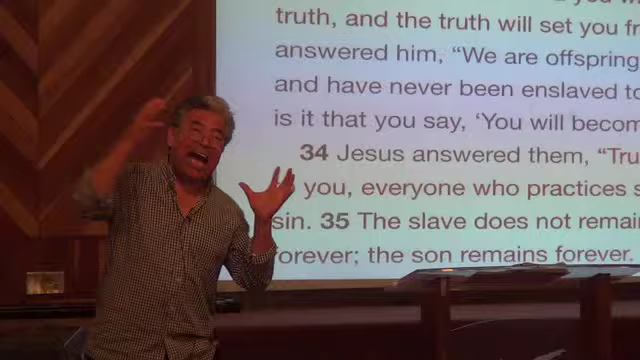 truth, and the truth will set you
answered him, “We are offspring
and have never been enslaved to
is it that you say, ‘You will
34 Jesus answered them,
you, everyone who practices
sin. 35 The slave does not
forever; the son remains forever.